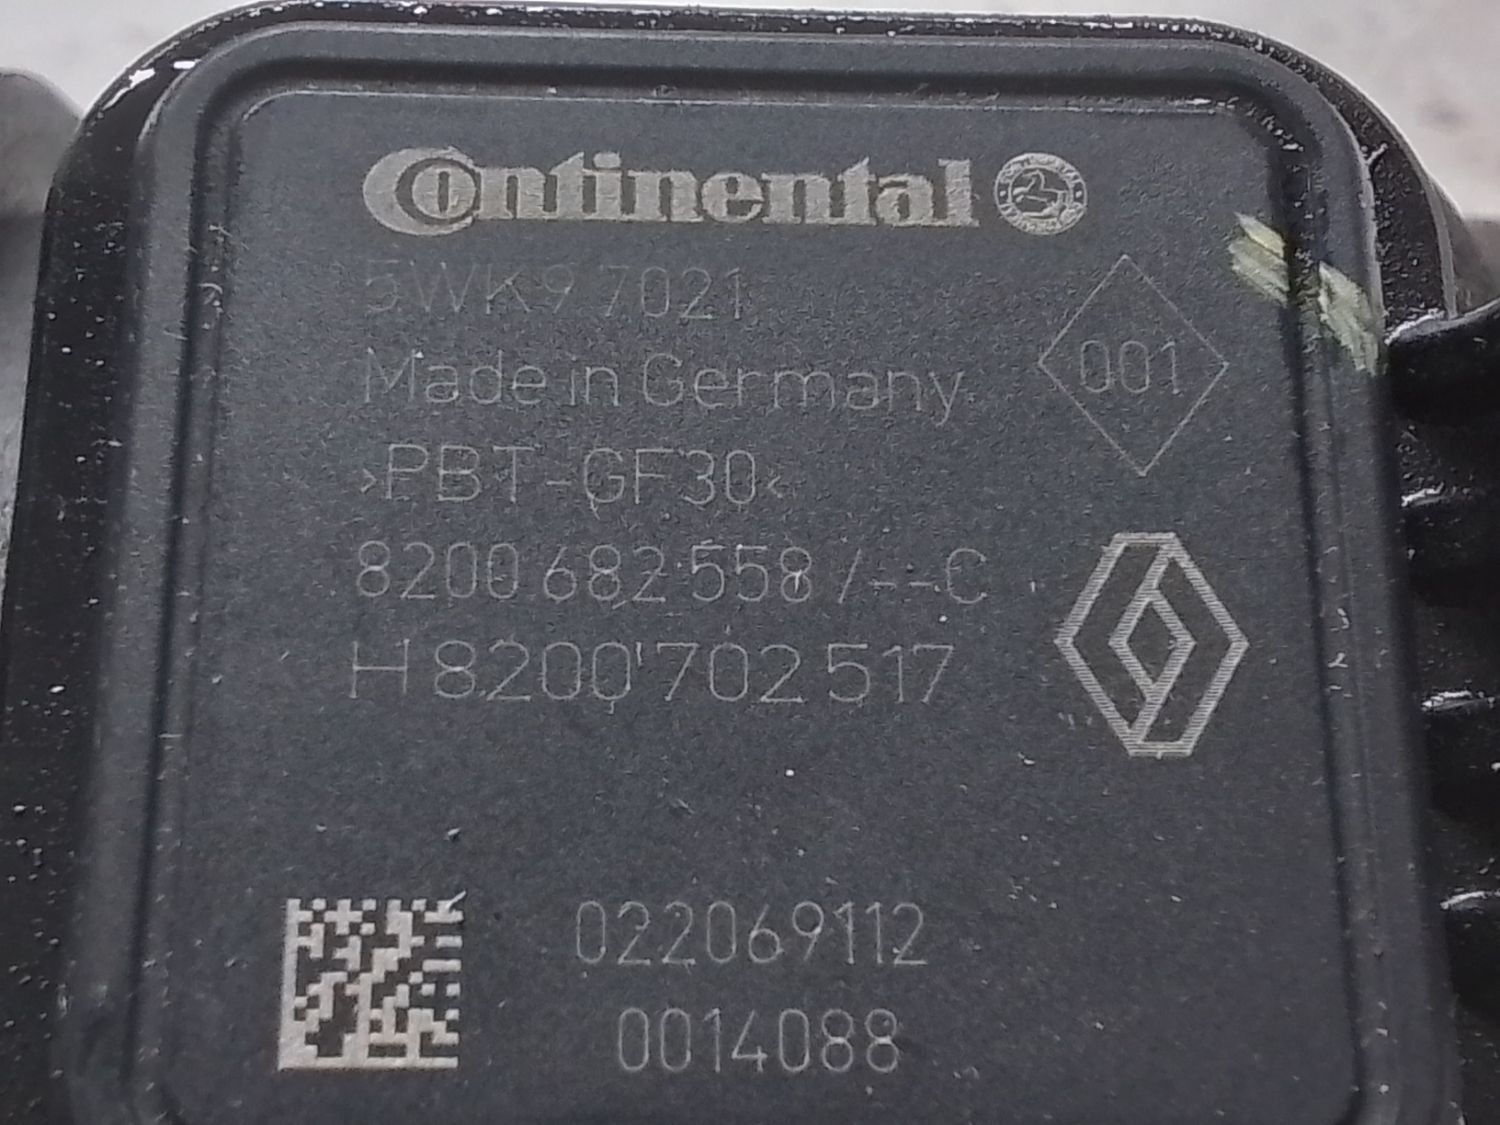 Continental
5WK9 7021
Made in Germany
001
>PBT-GF30<
8200 682 558 /--C
H 8200 702 517
022069112
0014088